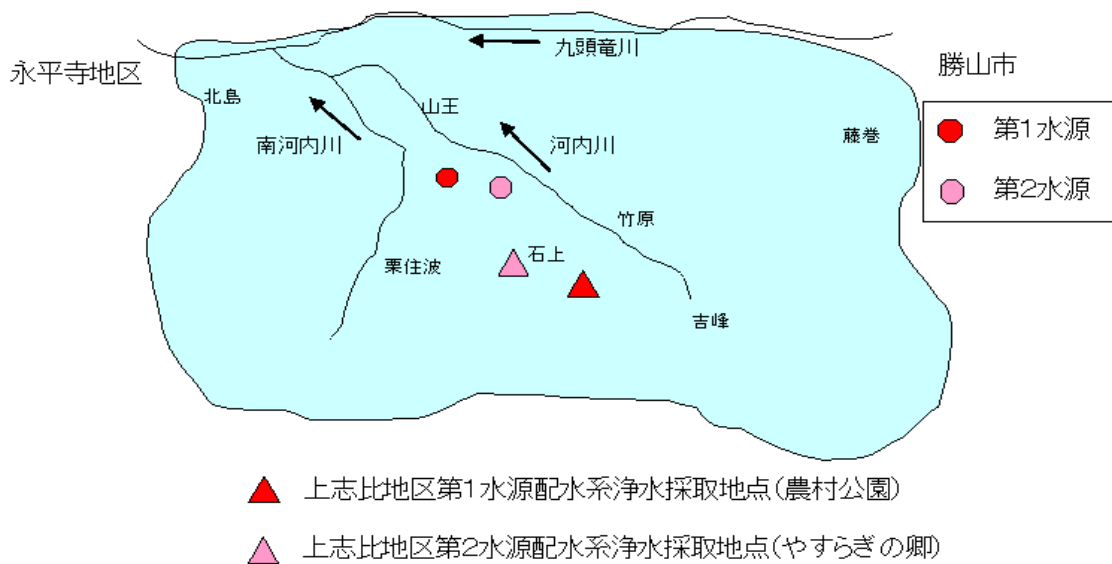 九頭竜川
永平寺地区
勝山市
北島
山王
藤巻
第1水源
南河内川
河内川
第2水源
竹原
石上
栗住波
吉峰
上志比地区第1水源配水系浄水採取地点(農村公園)
上志比地区第2水源配水系浄水採取地点(やすらぎの郷)